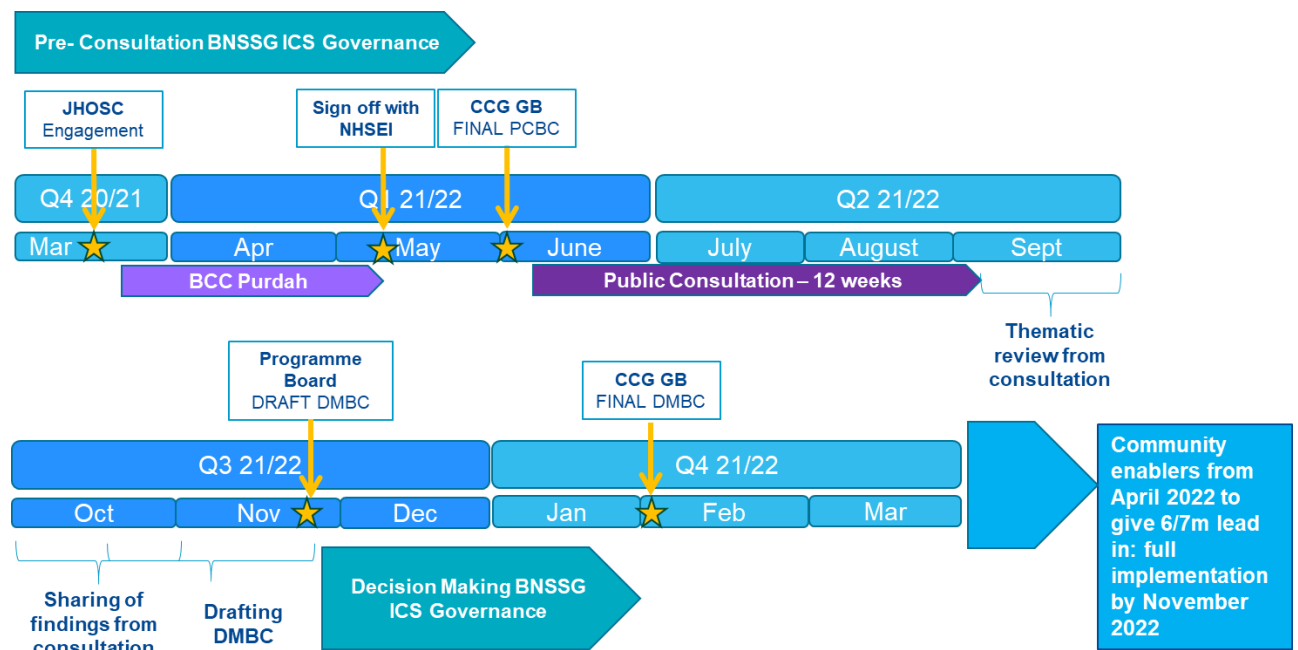 Pre- Consultation BNSSG ICS Governance
JHOSC
Engagement
Sign off with
NHSEI
CCG GB
FINAL PCBC
Q4 20/21
Q1 21/22
Q2 21/22
Mar
Apr
May
June
July
August
Sept
BCC Purdah
Public Consultation – 12 weeks
Thematic
review from
consultation
Programme
Board
DRAFT DMBC
CCG GB
FINAL DMBC
Q3 21/22
Q4 21/22
Oct
Nov
Dec
Jan
Feb
Mar
Community
enablers from
April 2022 to
give 6/7m lead
in: full
implementation
by November
2022
Sharing of
findings from
consultation
Drafting
DMBC
Decision Making BNSSG
ICS Governance